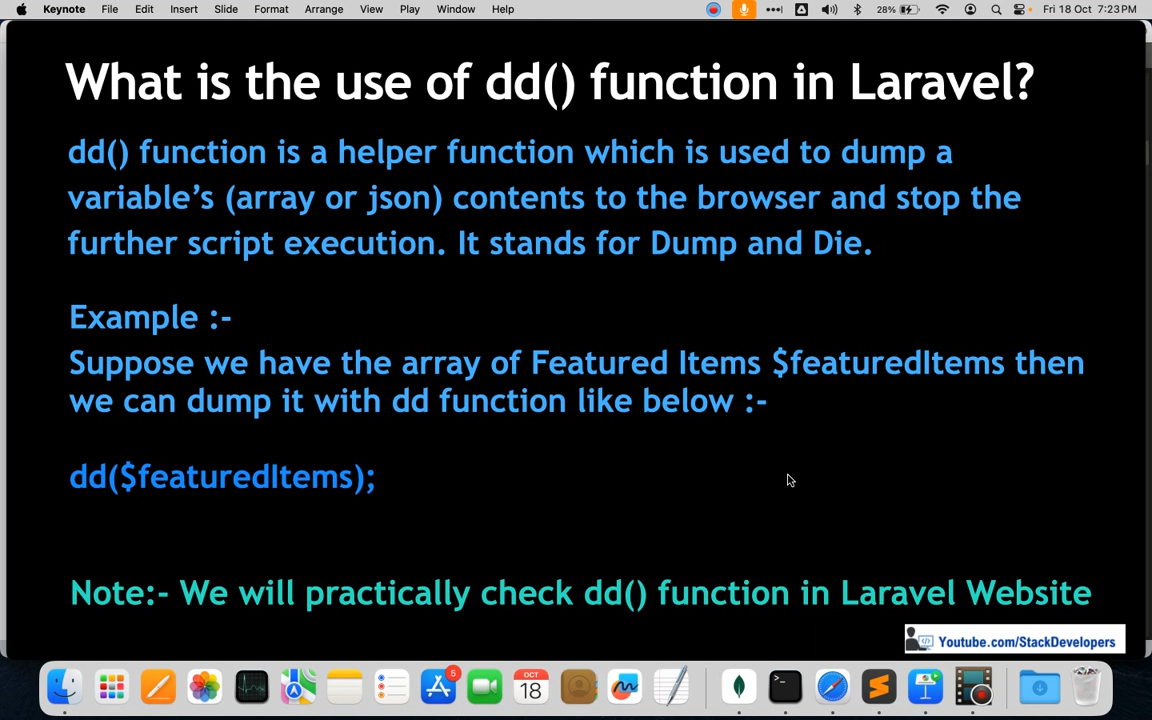 Keynote File Edit Insert Slide Format Arrange View Play Window Help 28% Fri 18 Oct 7:23 PM
What is the use of dd() function in Laravel?
dd() function is a helper function which is used to dump a
variable’s (array or json) contents to the browser and stop the
further script execution. It stands for Dump and Die.
Example :-
Suppose we have the array of Featured Items $featuredItems then
we can dump it with dd function like below :-
dd($featuredItems);
Note:- We will practically check dd() function in Laravel Website
Youtube.com/StackDevelopers
5
OCT
18